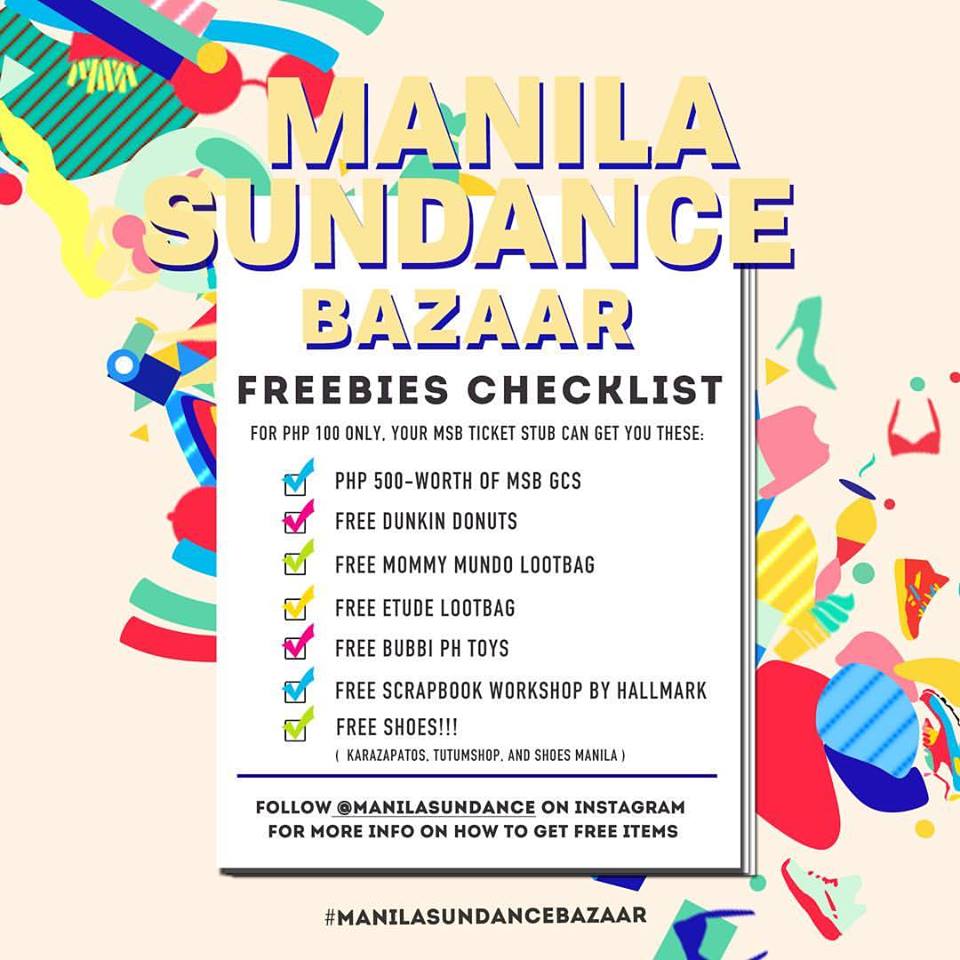 MANILA
SUNDANCE
BAZAAR
FREEBIES CHECKLIST
FOR PHP 100 ONLY, YOUR MSB TICKET STUB CAN GET YOU THESE:
PHP 500-WORTH OF MSB GCS
FREE DUNKIN DONUTS
FREE MOMMY MUNDO LOOTBAG
FREE ETUDE LOOTBAG
FREE BUBBI PH TOYS
FREE SCRAPBOOK WORKSHOP BY HALLMARK
FREE SHOES!!!
( KARAZAPATOS, TUTUMSHOP, AND SHOES MANILA )
FOLLOW @MANILASUNDANCE ON INSTAGRAM
FOR MORE INFO ON HOW TO GET FREE ITEMS
#MANILASUNDANCEBAZAAR